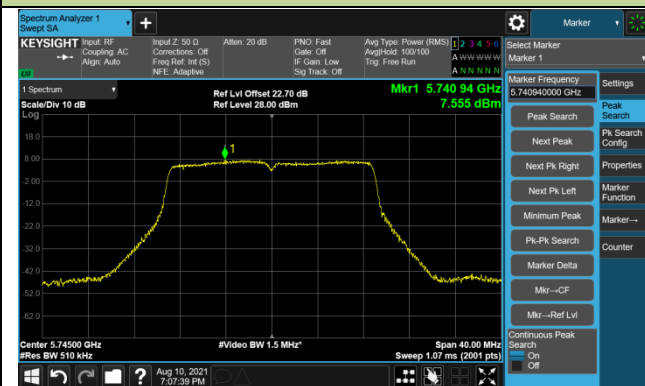 Spectrum Analyzer 1
Swept SA
+
Marker
KEYSIGHT
Input: RF
Coupling: AC
Align: Auto
Input Z: 50 Ω
Corrections: Off
Freq Ref: Int (S)
NFE: Adaptive
Atten: 20 dB
PNO: Fast
Gate: Off
IF Gain: Low
Sig Track: Off
Avg Type: Power (RMS)
Avg|Hold: 100/100
Trig: Free Run
1 2 3 4 5 6
A W W W W W
A N N N N N
Select Marker
Marker 1
1 Spectrum
Scale/Div 10 dB
Log
Ref Lvl Offset 22.70 dB
Ref Level 28.00 dBm
Mkr1 5.740 94 GHz
7.555 dBm
18.0
8.00
-2.00
-12.0
-22.0
-32.0
-42.0
-52.0
-62.0
1
Center 5.74500 GHz
#Res BW 510 kHz
#Video BW 1.5 MHz*
Span 40.00 MHz
Sweep 1.07 ms (2001 pts)
Marker Frequency
5.740940000 GHz
Peak Search
Next Peak
Next Pk Right
Next Pk Left
Minimum Peak
Pk-Pk Search
Marker Delta
Mkr→CF
Mkr→Ref Lvl
Continuous Peak
Search
On
Off
Settings
Peak
Search
Pk Search
Config
Properties
Marker
Function
Marker→
Counter
?
Aug 10, 2021
7:07:39 PM